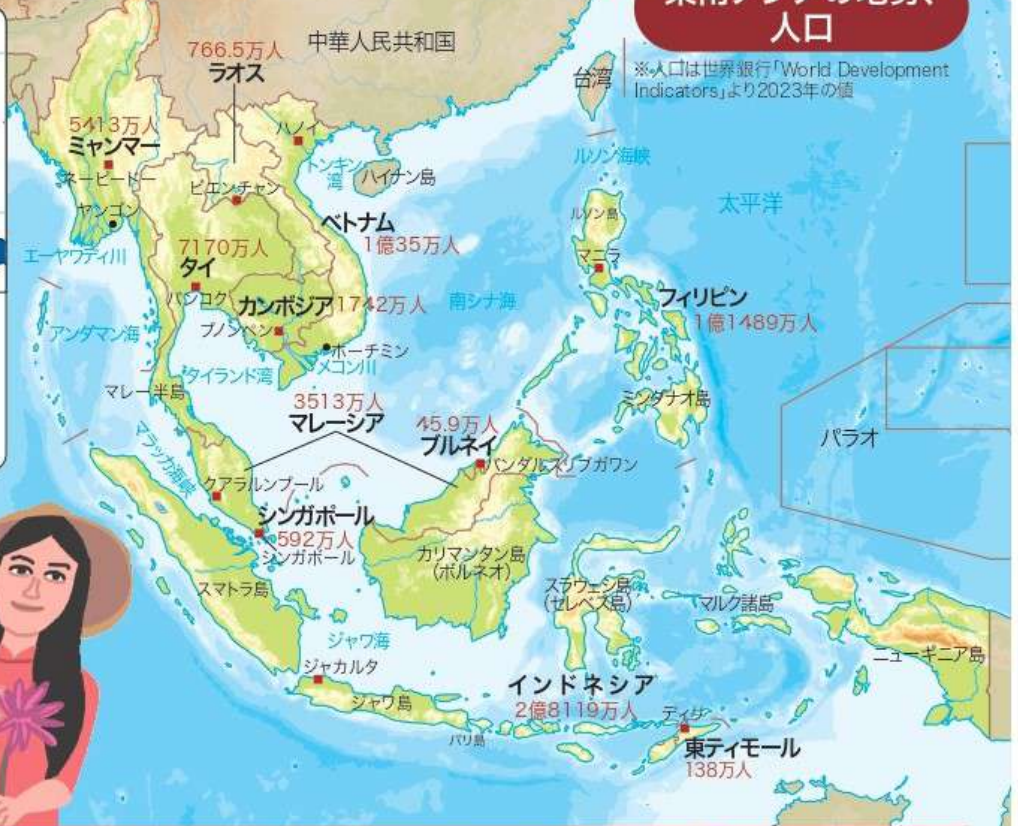 人口
※人口は世界銀行「World Development
Indicators」より2023年の値
766.5万人
ラオス
中華人民共和国
台湾
5413万人
ミャンマー
ネーピードー
ヤンゴン
エーヤワディ川
ハノイ
トンキン
湾
ハイナン島
ルソン海峡
ビエンチャン
ベトナム
1億35万人
ルソン島
太平洋
マニラ
7170万人
タイ
バンコク
カンボジア
1742万人
プノンペン
南シナ海
フィリピン
1億1489万人
アンダマン海
ホーチミン
メコン川
タイランド湾
マレー半島
3513万人
マレーシア
45.9万人
ブルネイ
バンダルスリブガワン
ミンダナオ島
パラオ
マラッカ海峡
クアラルンプール
シンガポール
592万人
シンガポール
カリマンタン島
(ボルネオ)
スマトラ島
スラウェシ島
(セレベス島)
マルク諸島
ジャワ海
ニューギニア島
ジャカルタ
ジャワ島
インドネシア
2億8119万人
バリ島
ディリ
東ティモール
138万人